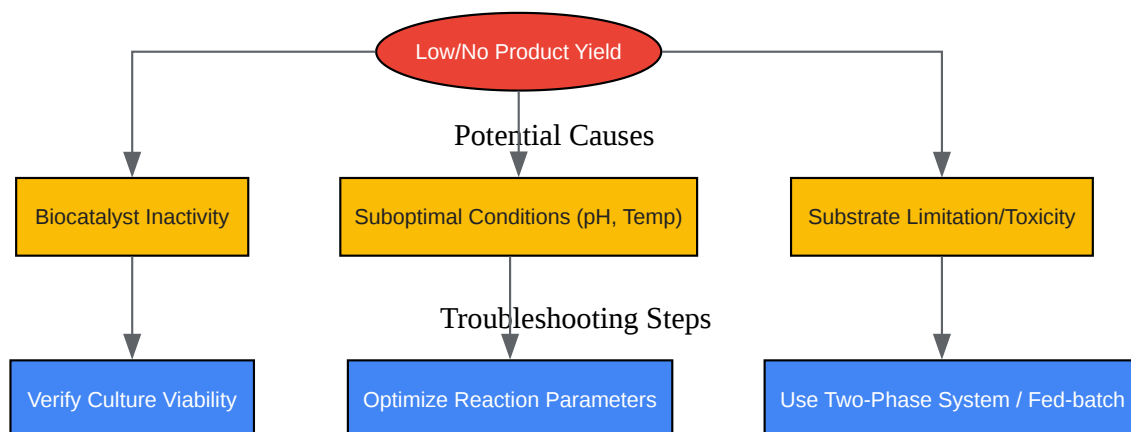 Low/No Product Yield
Potential Causes
Biocatalyst Inactivity
Suboptimal Conditions (pH, Temp)
Substrate Limitation/Toxicity
Troubleshooting Steps
Verify Culture Viability
Optimize Reaction Parameters
Use Two-Phase System / Fed-batch